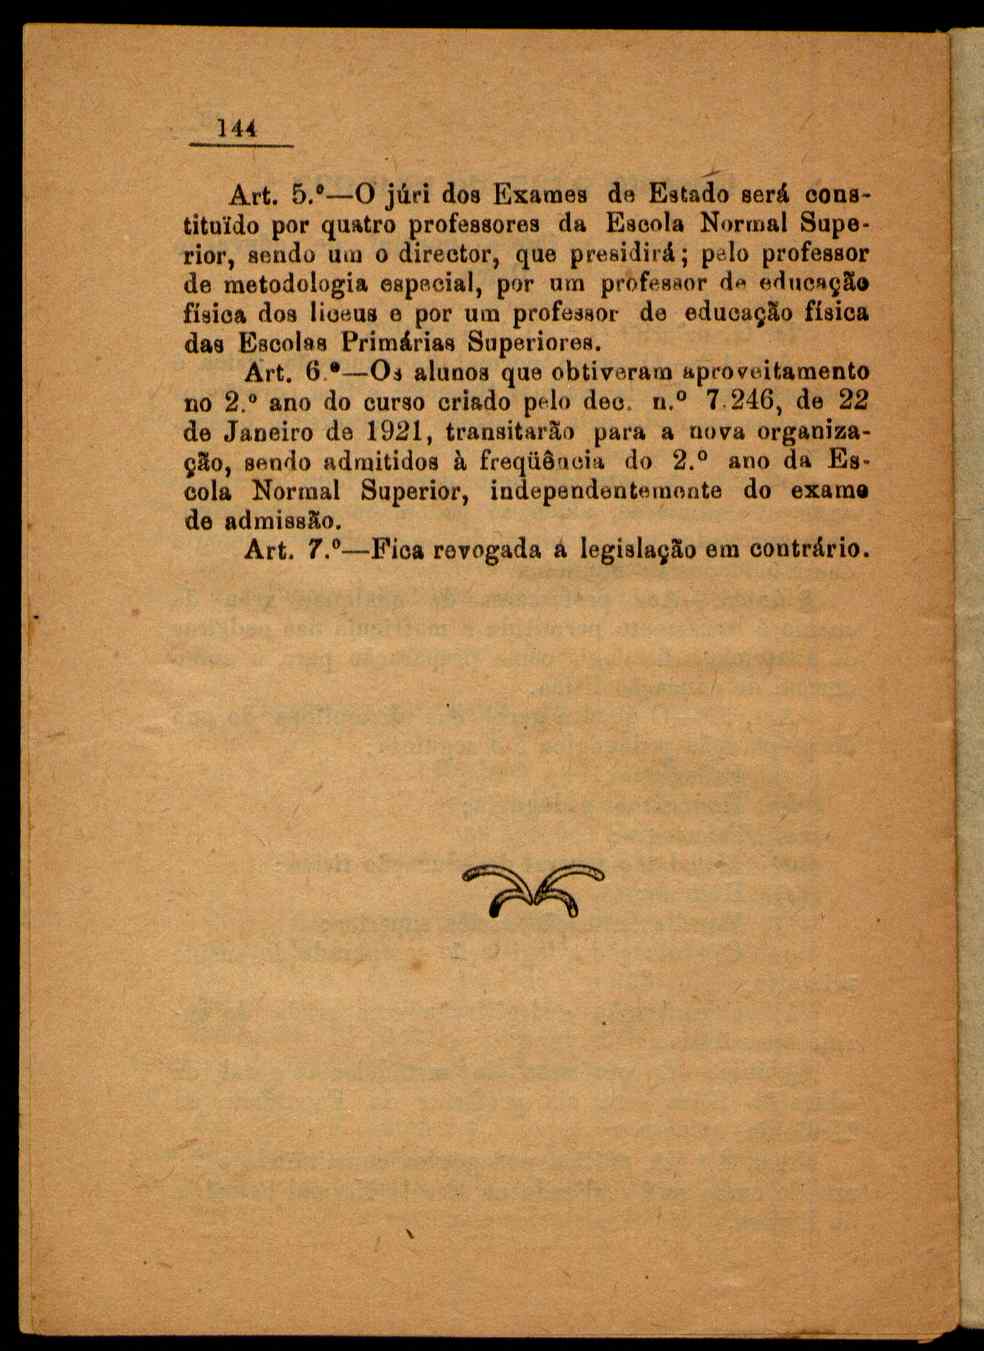 144
Art. 5.º—O júri dos Exames de Estado será cons-
tituïdo por quatro professores da Escola Normal Supe-
rior, sendo um o director, que presidirá; pelo professor
de metodologia especial, por um professor de educação
física dos liceus e por um professor de educação física
das Escolas Primárias Superiores.
Art. 6.º—Os alunos que obtiveram aproveitamento
no 2.º ano do curso criado pelo dec. n.º 7.246, de 22
de Janeiro de 1921, transitarão para a nova organiza-
ção, sendo admitidos à freqüência do 2.º ano da Es-
cola Normal Superior, independentemente do exame
de admissão.
Art. 7.º—Fica revogada a legislação em contrário.